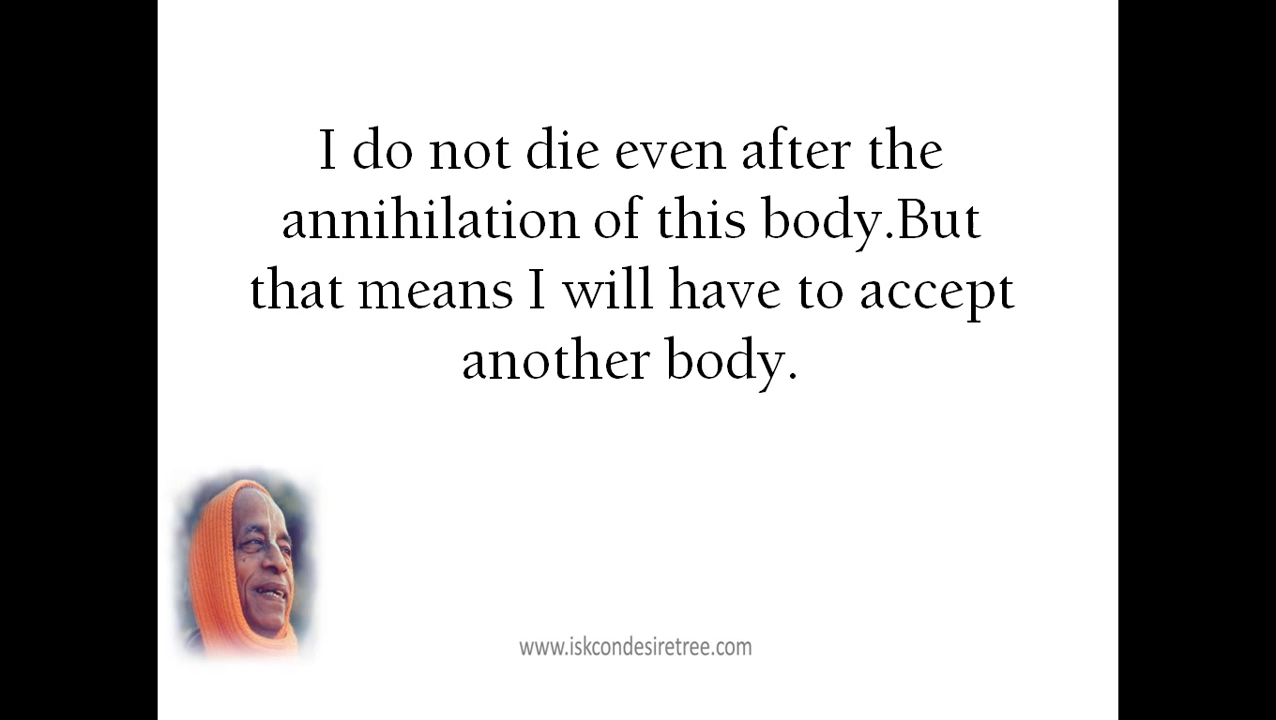 I do not die even after the
annihilation of this body.But
that means I will have to accept
another body.
www.iskcondesiretree.com